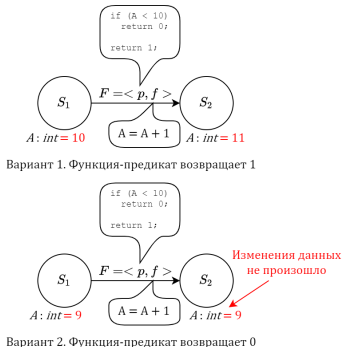 if (A < 10)
return 0;
return 1;
F=< p, f >
S1
S2
A = A + 1
A : int = 10
A : int = 11
Вариант 1. Функция-предикат возвращает 1
if (A < 10)
return 0;
return 1;
Изменения данных
не произошло
F=< p, f >
S1
S2
A = A + 1
A : int = 9
A : int = 9
Вариант 2. Функция-предикат возвращает 0